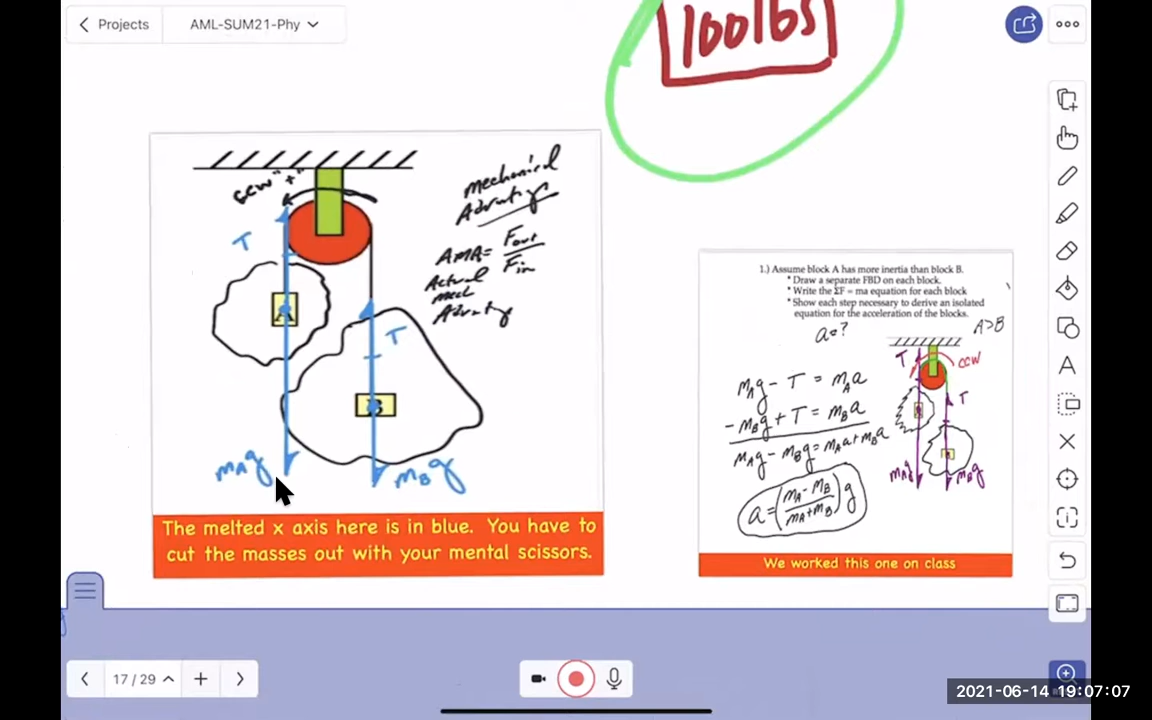 Projects
AML-SUM21-Phy
100lbs
ccw "+"
T
A
T
B
mAg
mBg
mechanical
Advantage
AMA = Fout
Fin
Actual
mech
Advantage
The melted x axis here is in blue. You have to
cut the masses out with your mental scissors.
1.) Assume block A has more inertia than block B.
* Draw a separate FBD on each block.
* Write the ΣF = ma equation for each block
* Show each step necessary to derive an isolated
equation for the acceleration of the blocks.
a=?
A>B
T
ccw
T
mAg
mBg
mAg - T = mAa
-mBg + T = mBa
mAg - mBg = mAa + mBa
a = (mA - mB / mA + mB) g
We worked this one on class
17 / 29
2021-06-14 19:07:07